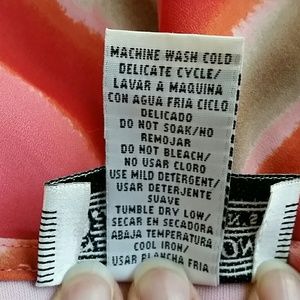 MACHINE WASH COLD
DELICATE CYCLE/
LAVAR A MAQUINA
CON AGUA FRIA CICLO
DELICADO
DO NOT SOAK/NO
REMOJAR
DO NOT BLEACH/
NO USAR CLORO
USE MILD DETERGENT/
USAR DETERJENTE
SUAVE
TUMBLE DRY LOW/
SECAR A MAQUINA
ABAJA TEMPERATURA
COOL IRON/
USAR PLANCHA FRIA